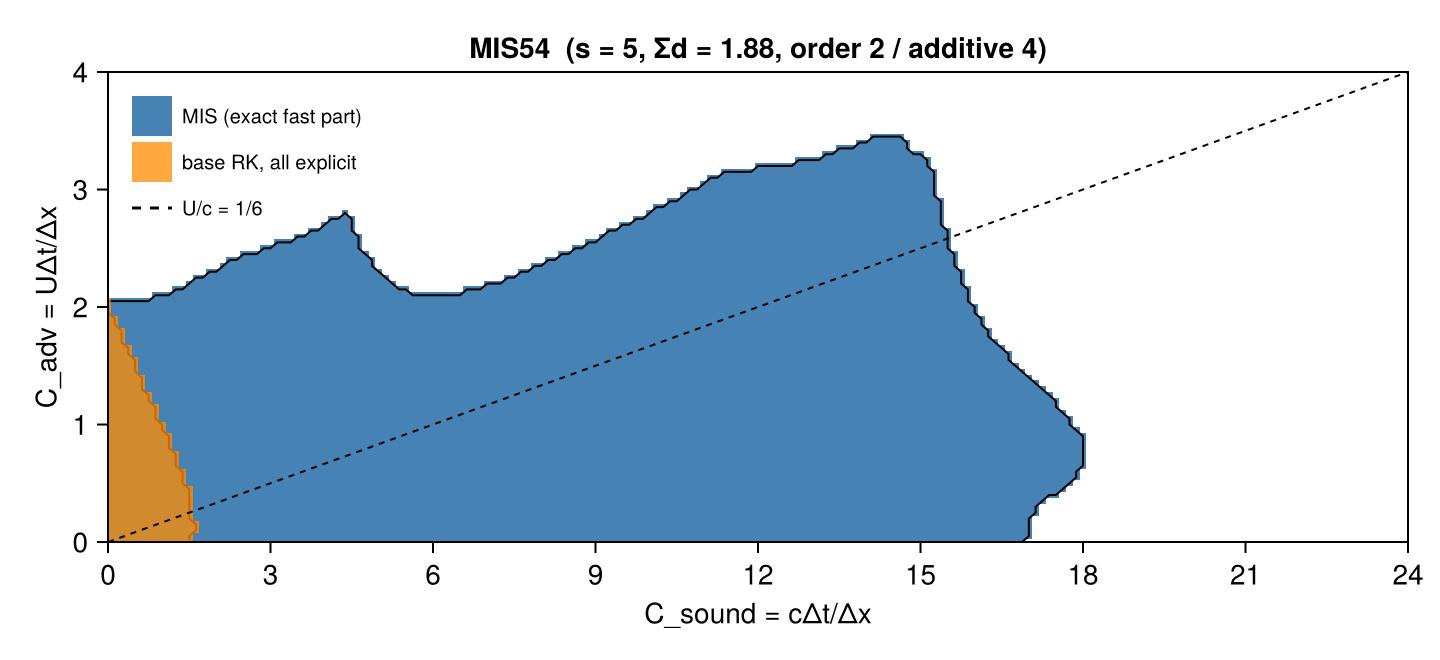 MIS54  (s = 5, Σd = 1.88, order 2 / additive 4)
MIS (exact fast part)
base RK, all explicit
U/c = 1/6
C_adv = UΔt/Δx
4
3
2
1
0
0 3 6 9 12 15 18 21 24
C_sound = cΔt/Δx